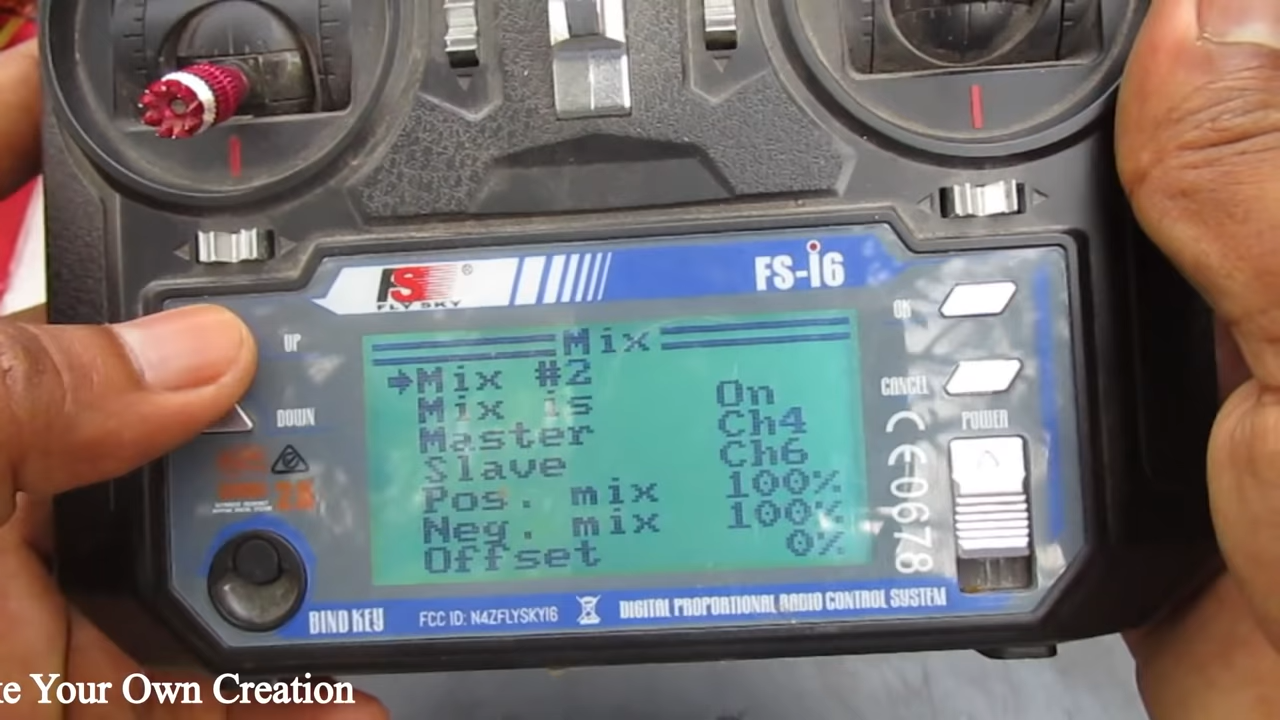 FS ®
FLY SKY
FS-i6
UP
DOWN
OK
CANCEL
POWER
Mix
Mix #2
Mix is On
Master Ch4
Slave Ch6
Pos. mix 100%
Neg. mix 100%
Offset 0%
CE0678
BIND KEY
FCC ID: N4ZFLYSKYI6
DIGITAL PROPORTIONAL RADIO CONTROL SYSTEM
Your Own Creation